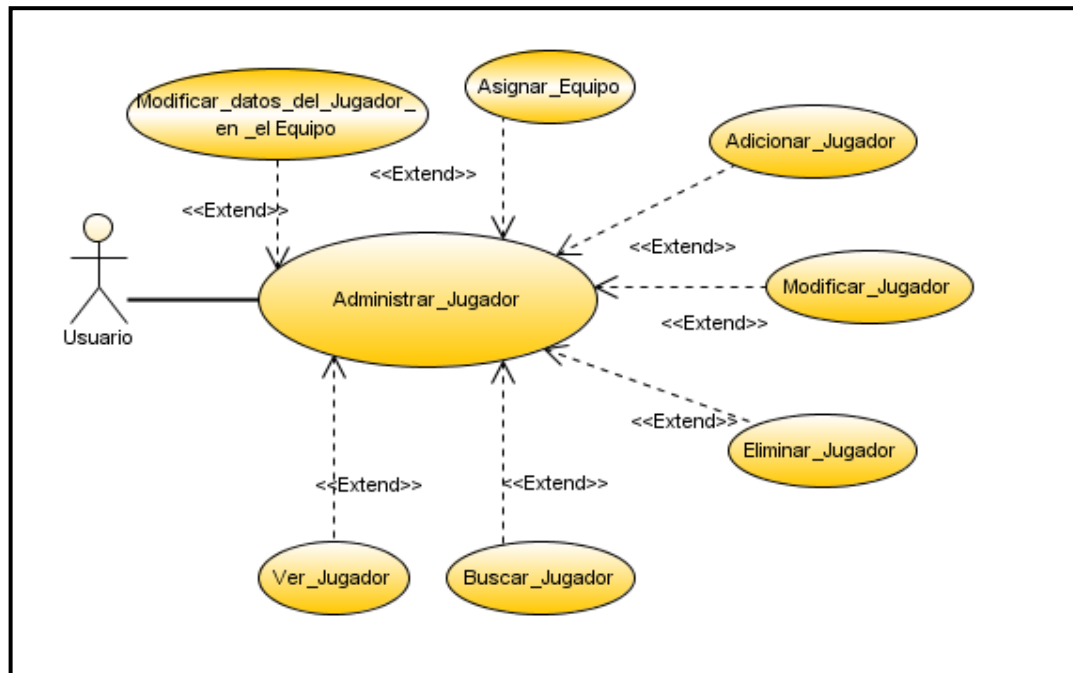 Modificar_datos_del_Jugador_
en _el Equipo
Asignar_Equipo
Adicionar_Jugador
<<Extend>>
<<Extend>>
<<Extend>>
Administrar_Jugador
Modificar_Jugador
<<Extend>>
Usuario
<<Extend>>
Eliminar_Jugador
<<Extend>>
<<Extend>>
Ver_Jugador
Buscar_Jugador